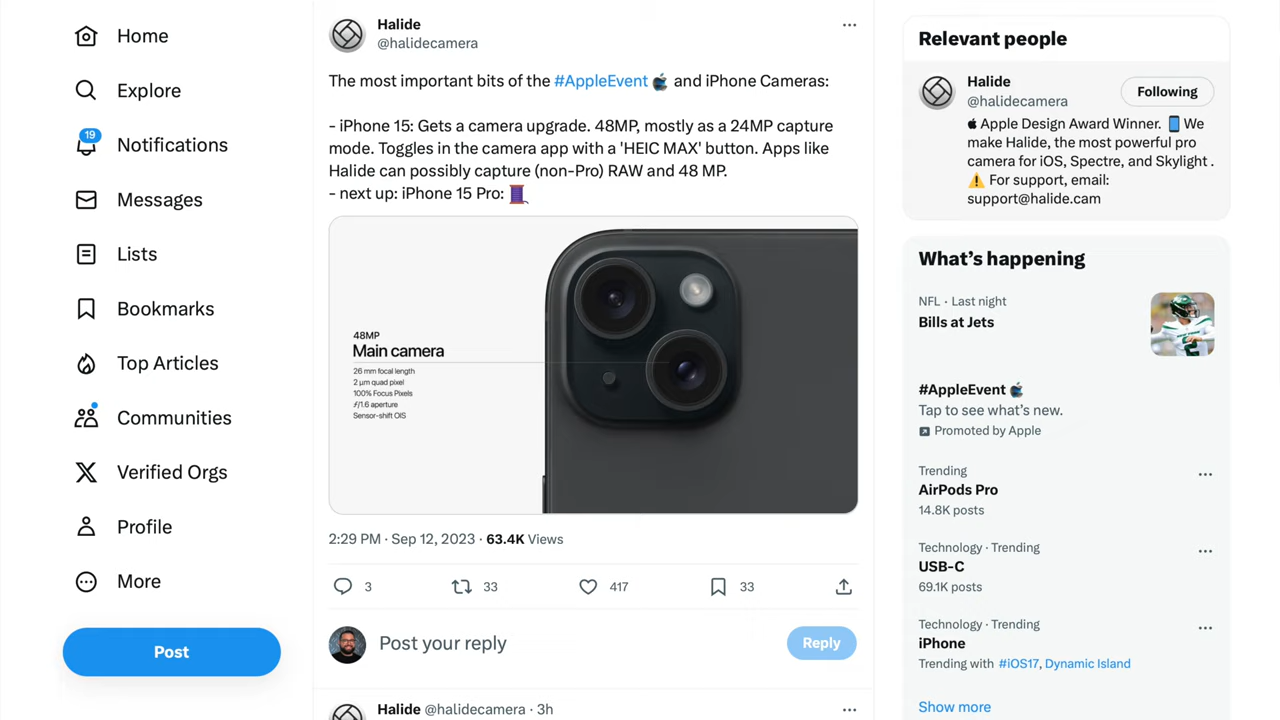 Home
Explore
19
Notifications
Messages
Lists
Bookmarks
Top Articles
Communities
Verified Orgs
Profile
More
Post
Halide
@halidecamera
The most important bits of the #AppleEvent and iPhone Cameras:
- iPhone 15: Gets a camera upgrade. 48MP, mostly as a 24MP capture
mode. Toggles in the camera app with a 'HEIC MAX' button. Apps like
Halide can possibly capture (non-Pro) RAW and 48 MP.
- next up: iPhone 15 Pro: 🧵
48MP
Main camera
26 mm focal length
2 µm quad pixel
100% Focus Pixels
ƒ/1.6 aperture
Sensor-shift OIS
2:29 PM · Sep 12, 2023 · 63.4K Views
3 33 417 33
Post your reply
Reply
Halide @halidecamera · 3h
Relevant people
Halide
@halidecamera
Following
Apple Design Award Winner. 📱 We
make Halide, the most powerful pro
camera for iOS, Spectre, and Skylight .
⚠️ For support, email:
support@halide.cam
What's happening
NFL · Last night
Bills at Jets
#AppleEvent
Tap to see what's new.
Promoted by Apple
Trending
AirPods Pro
14.8K posts
Technology · Trending
USB-C
69.1K posts
Technology · Trending
iPhone
Trending with #iOS17, Dynamic Island
Show more